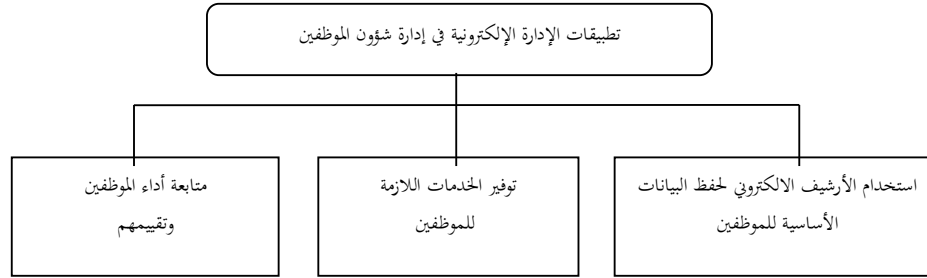 تطبيقات الإدارة الإلكترونية في إدارة شؤون الموظفين
استخدام الأرشيف الالكتروني لحفظ البيانات
الأساسية للموظفين
توفير الخدمات اللازمة
للموظفين
متابعة أداء الموظفين
وتقييمهم